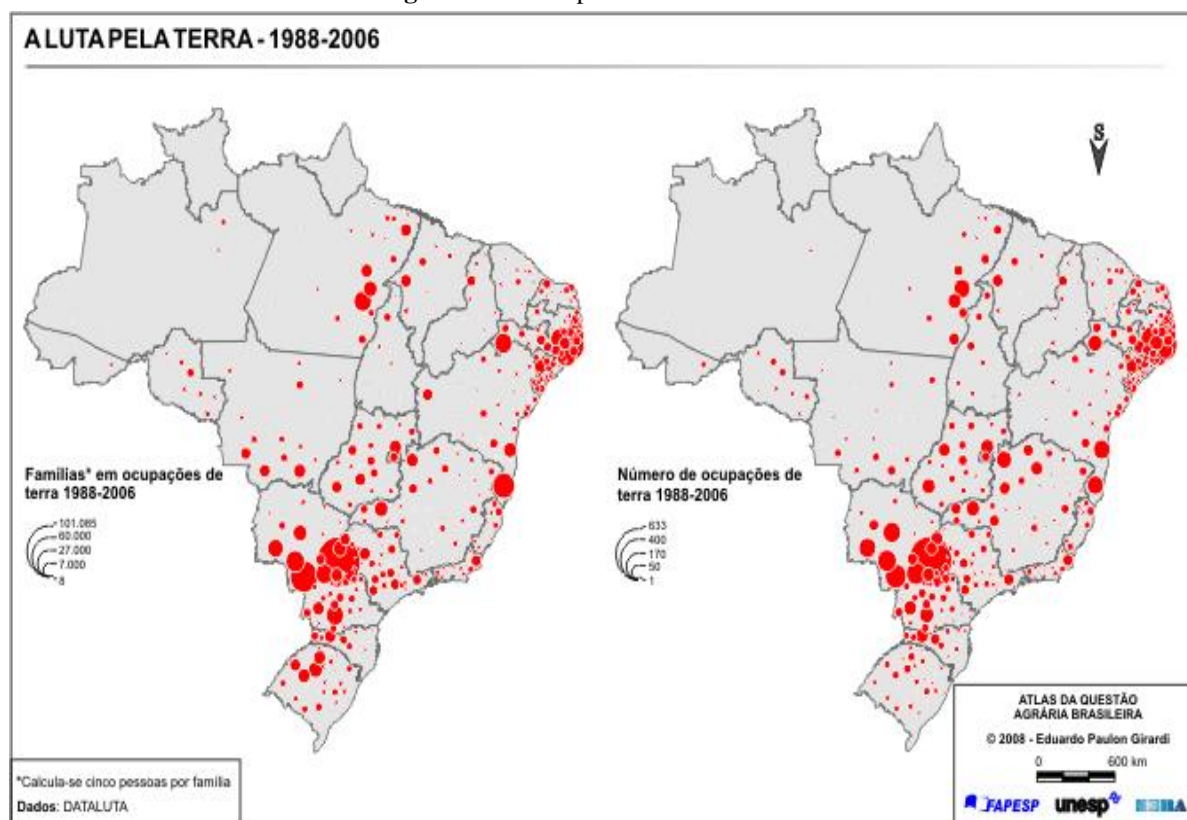 A LUTA PELA TERRA - 1988-2006
S
Famílias* em ocupações de
terra 1988-2006
101.085
60.000
27.000
7.000
8
Número de ocupações de
terra 1988-2006
633
400
170
50
1
*Calcula-se cinco pessoas por família
Dados: DATALUTA
ATLAS DA QUESTÃO
AGRÁRIA BRASILEIRA
© 2008 - Eduardo Paulon Girardi
0 600 km
FAPESP unesp NERA